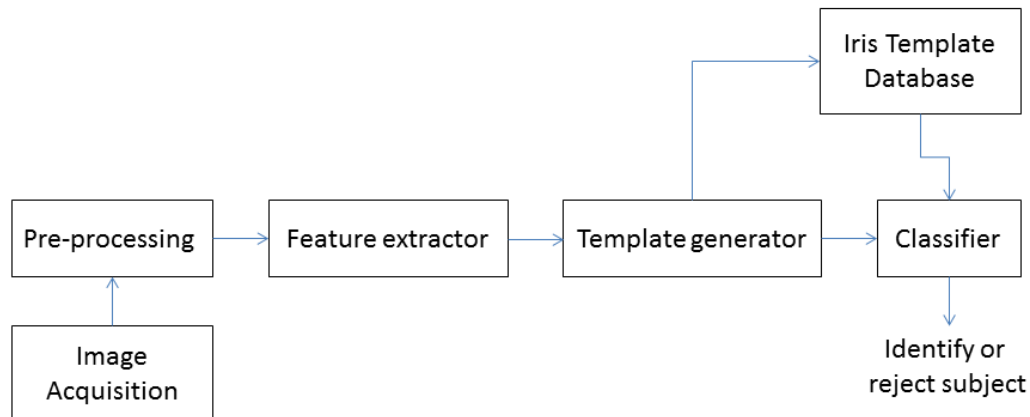 Iris Template
Database
Pre-processing
Feature extractor
Template generator
Classifier
Image
Acquisition
Identify or
reject subject